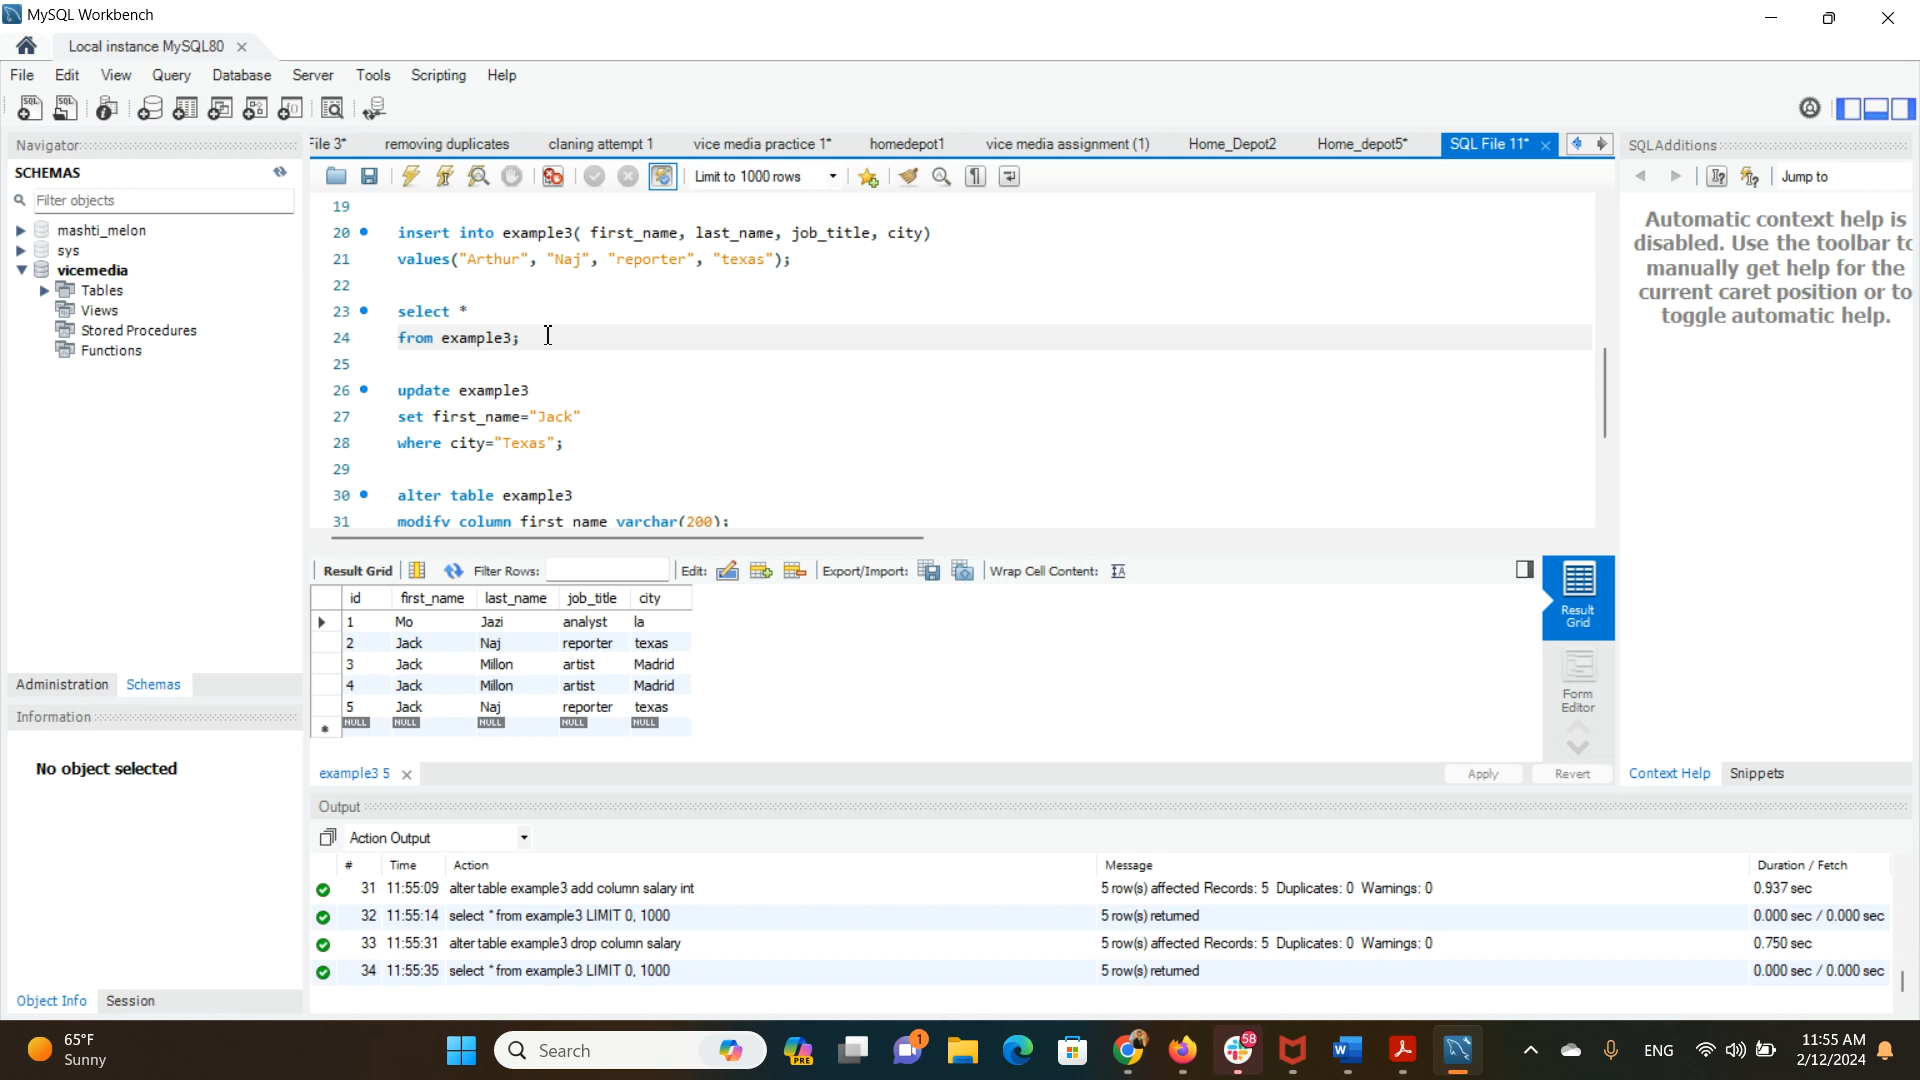 MySQL Workbench
Local instance MySQL80
File Edit View Query Database Server Tools Scripting Help
Navigator
SCHEMAS
Filter objects
mashti_melon
sys
vicemedia
Tables
Views
Stored Procedures
Functions
Administration Schemas
Information
No object selected
Object Info Session
File 3* removing duplicates claning attempt 1 vice media practice 1* homedepot1 vice media assignment (1) Home_Depot2 Home_depot5* SQL File 11*
Limit to 1000 rows
19
20 insert into example3( first_name, last_name, job_title, city)
21 values("Arthur", "Naj", "reporter", "texas");
22
23 select *
24 from example3;
25
26 update example3
27 set first_name="Jack"
28 where city="Texas";
29
30 alter table example3
31 modify column first_name varchar(200);
Result Grid Filter Rows: Edit: Export/Import: Wrap Cell Content:
id first_name last_name job_title city
1 Mo Jazi analyst la
2 Jack Naj reporter texas
3 Jack Millon artist Madrid
4 Jack Millon artist Madrid
5 Jack Naj reporter texas
NULL NULL NULL NULL NULL
Result
Grid
Form
Editor
example3 5
Apply Revert
SQLAdditions
Jump to
Automatic context help is
disabled. Use the toolbar to
manually get help for the
current caret position or to
toggle automatic help.
Context Help Snippets
Output
Action Output
# Time Action Message Duration / Fetch
31 11:55:09 alter table example3 add column salary int 5 row(s) affected Records: 5 Duplicates: 0 Warnings: 0 0.937 sec
32 11:55:14 select * from example3 LIMIT 0, 1000 5 row(s) returned 0.000 sec / 0.000 sec
33 11:55:31 alter table example3 drop column salary 5 row(s) affected Records: 5 Duplicates: 0 Warnings: 0 0.750 sec
34 11:55:35 select * from example3 LIMIT 0, 1000 5 row(s) returned 0.000 sec / 0.000 sec
65°F
Sunny
Search
PRE
1
58
ENG
11:55 AM
2/12/2024